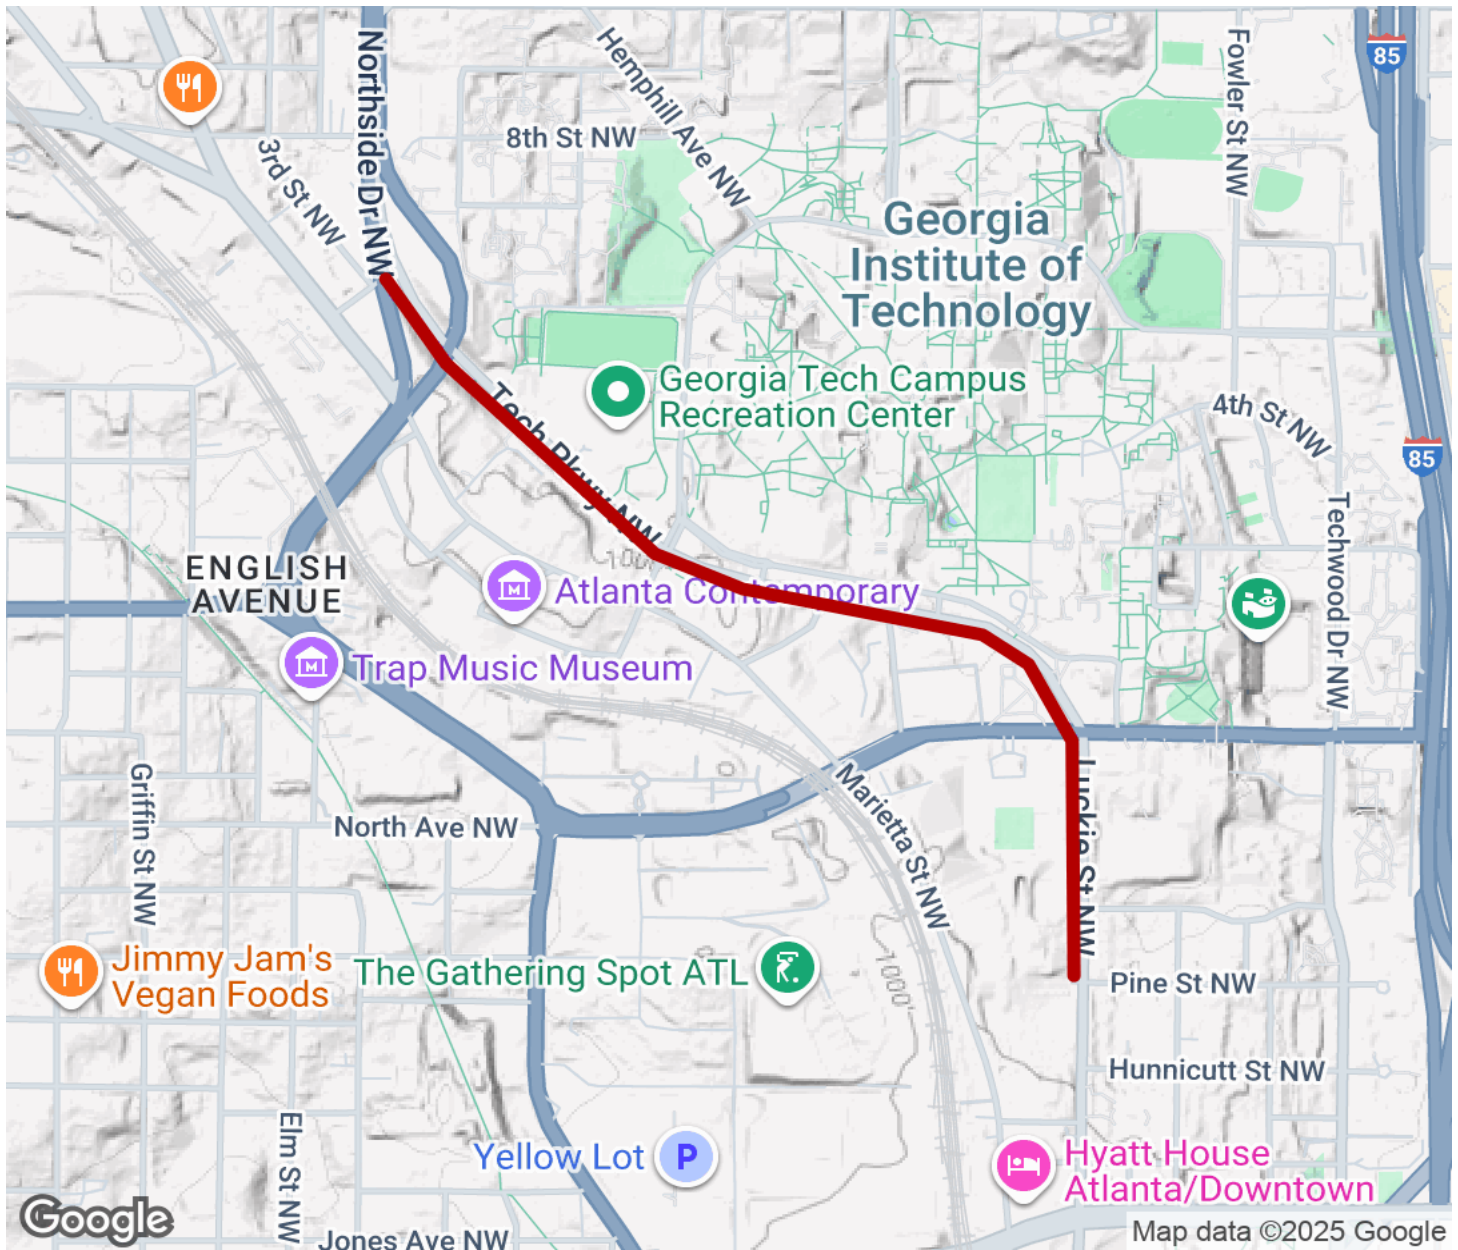 85
Northside Dr NW
Hemphill Ave NW
Fowler St NW
8th St NW
3rd St NW
Georgia
Institute of
Technology
Georgia Tech Campus
Recreation Center
Tech Pkwy NW
4th St NW
85
Techwood Dr NW
ENGLISH
AVENUE
Atlanta Contemporary
Trap Music Museum
Griffin St NW
North Ave NW
Marietta St NW
Luckie St NW
Jimmy Jam's
Vegan Foods
The Gathering Spot ATL
1000'
Pine St NW
Hunnicutt St NW
Elm St NW
Yellow Lot
P
Hyatt House
Atlanta/Downtown
Google
Jones Ave NW
Map data ©2025 Google